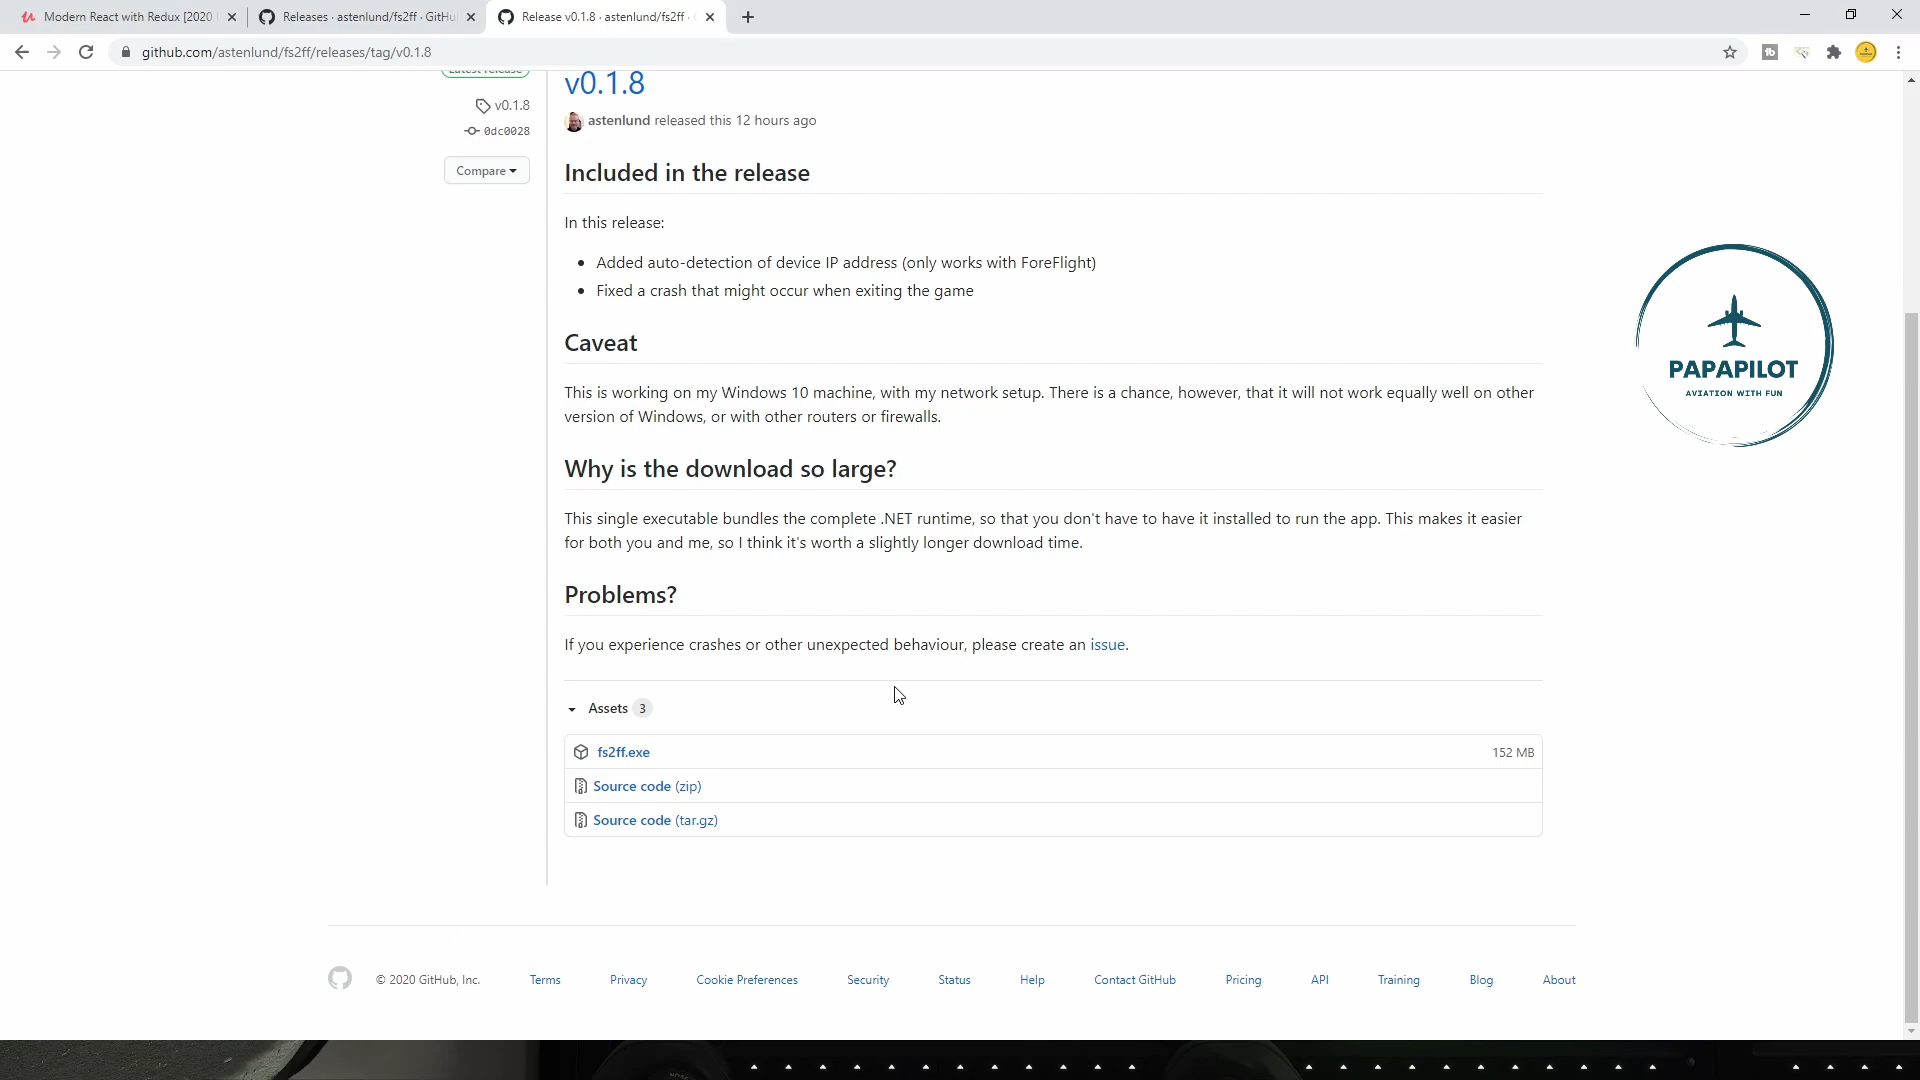 Modern React with Redux [2020
Releases · astenlund/fs2ff · GitHu
Release v0.1.8 · astenlund/fs2ff ·
github.com/astenlund/fs2ff/releases/tag/v0.1.8
Latest release
v0.1.8
0dc0028
Compare
v0.1.8
astenlund released this 12 hours ago
Included in the release
In this release:
• Added auto-detection of device IP address (only works with ForeFlight)
• Fixed a crash that might occur when exiting the game
Caveat
This is working on my Windows 10 machine, with my network setup. There is a chance, however, that it will not work equally well on other
version of Windows, or with other routers or firewalls.
Why is the download so large?
This single executable bundles the complete .NET runtime, so that you don't have to have it installed to run the app. This makes it easier
for both you and me, so I think it's worth a slightly longer download time.
Problems?
If you experience crashes or other unexpected behaviour, please create an issue.
Assets 3
fs2ff.exe 152 MB
Source code (zip)
Source code (tar.gz)
PAPAPILOT
AVIATION WITH FUN
© 2020 GitHub, Inc. Terms Privacy Cookie Preferences Security Status Help Contact GitHub Pricing API Training Blog About